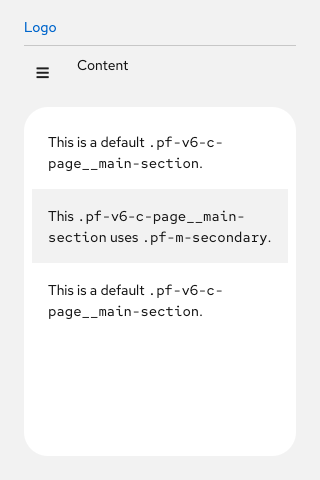 Logo
Content
This is a default .pf-v6-c-
page__main-section.
This .pf-v6-c-page__main-
section uses .pf-m-secondary.
This is a default .pf-v6-c-
page__main-section.